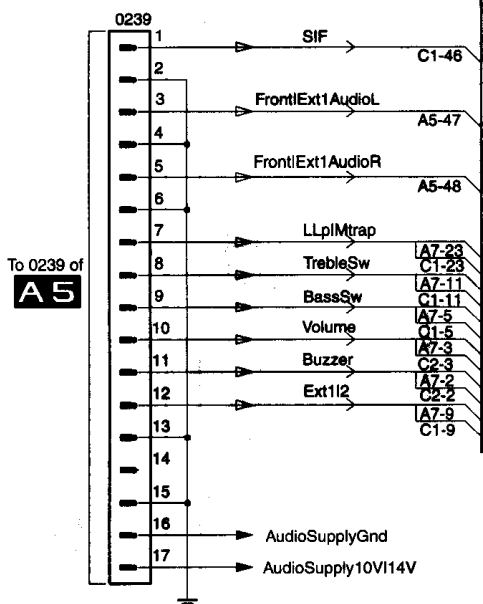 0239
1 SIF C1-46
2
3 FrontIExt1AudioL A5-47
4
5 FrontIExt1AudioR A5-48
6
7 LLpIMtrap A7-23
C1-23
8 TrebleSw A7-11
C1-11
9 BassSw A7-5
C1-5
10 Volume A7-3
C2-3
11 Buzzer A7-2
C2-2
12 Ext1I2 A7-9
C1-9
13
14
15
16 AudioSupplyGnd
17 AudioSupply10VI14V
To 0239 of
A5